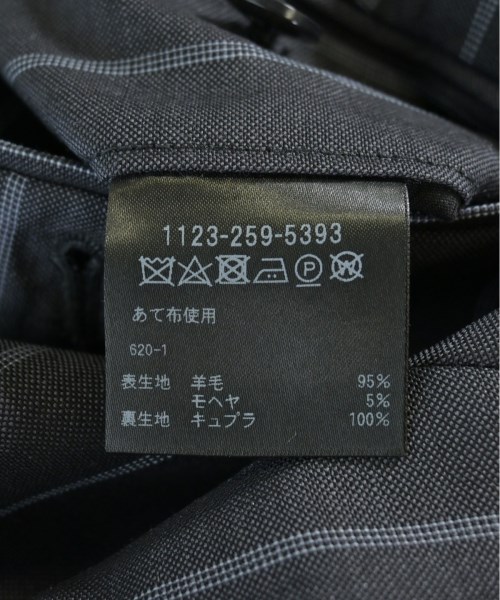 1123-259-5393
P W
あて布使用
620-1
表生地 羊毛 95%
モヘヤ 5%
裏生地 キュプラ 100%